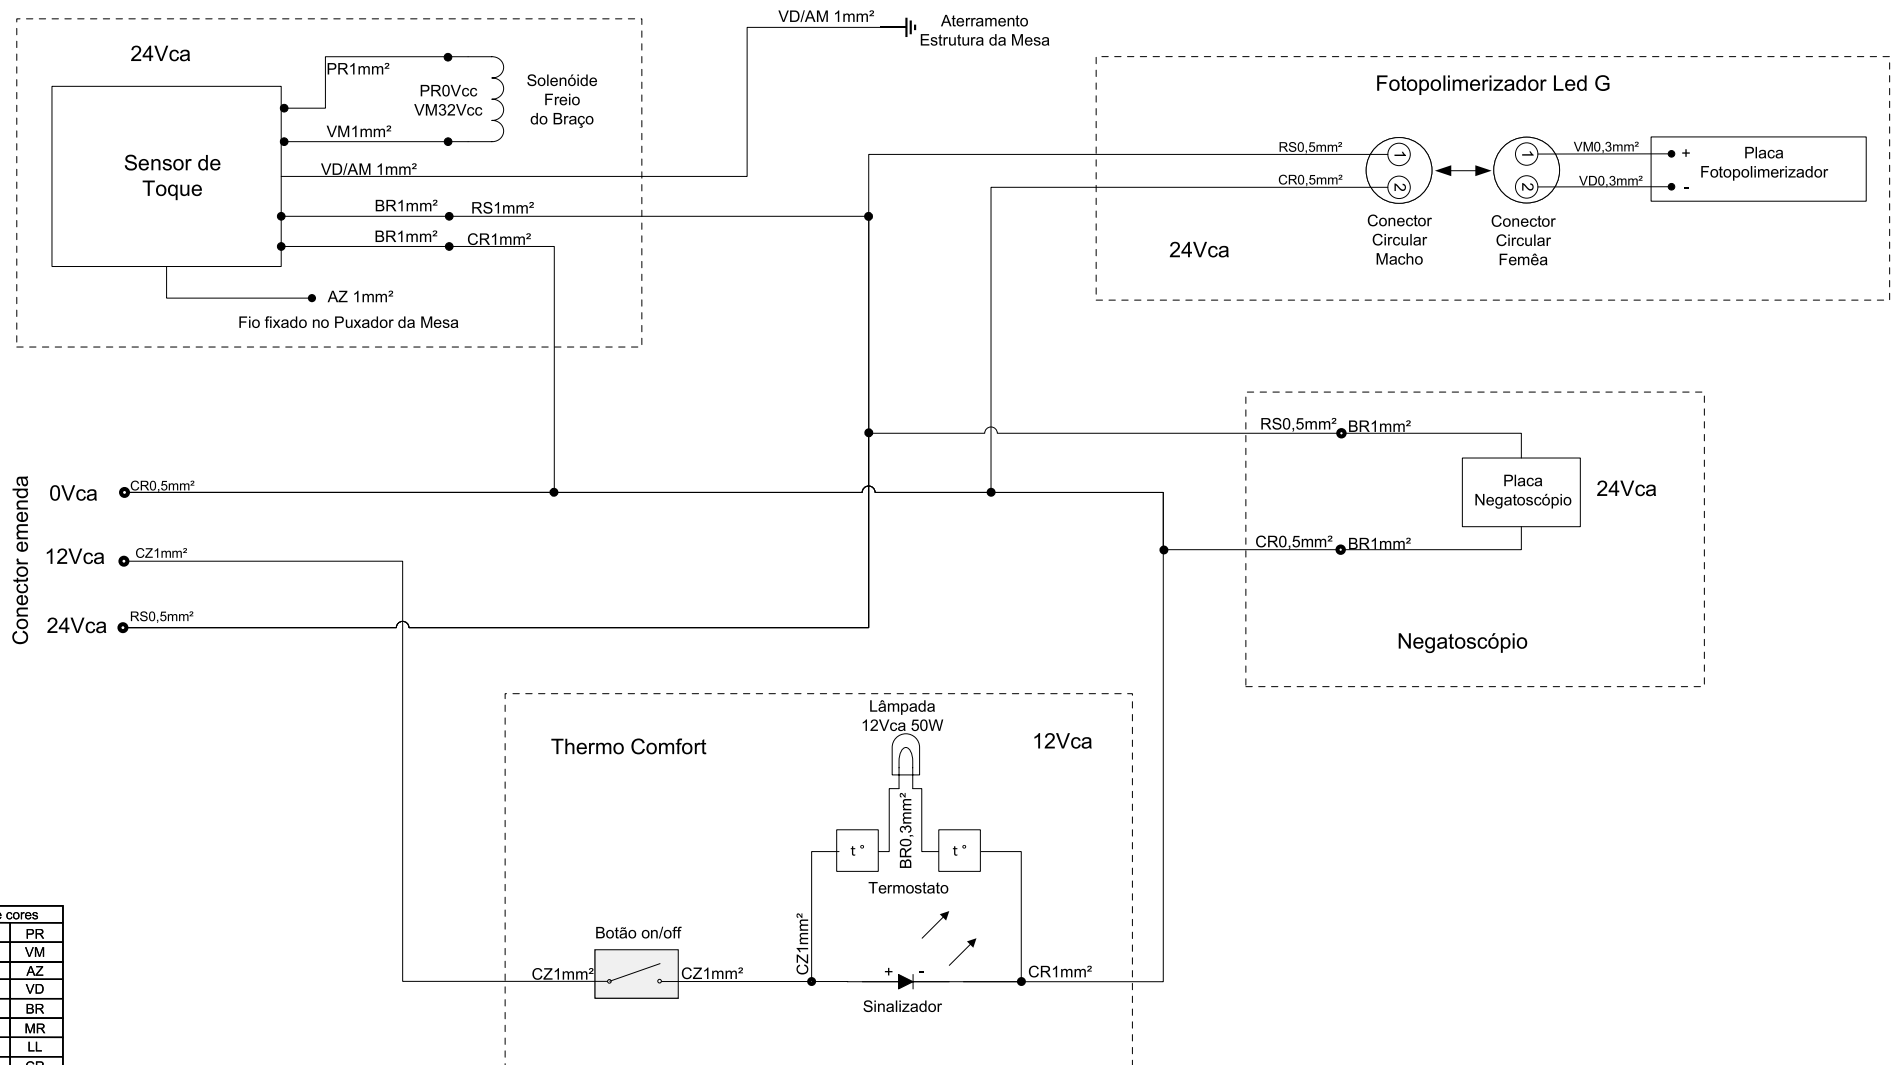 VD/AM 1mm²
Aterramento
Estrutura da Mesa
24Vca
PR1mm²
PR0Vcc
VM32Vcc
Solenóide
Freio
do Braço
VM1mm²
Sensor de
Toque
VD/AM 1mm²
BR1mm²
RS1mm²
BR1mm²
CR1mm²
AZ 1mm²
Fio fixado no Puxador da Mesa
Fotopolimerizador Led G
RS0,5mm²
1
1
VM0,3mm²
+
Placa
Fotopolimerizador
CR0,5mm²
2
2
VD0,3mm²
-
Conector
Circular
Macho
Conector
Circular
Femêa
24Vca
RS0,5mm²
BR1mm²
Placa
Negatoscópio
24Vca
CR0,5mm²
BR1mm²
Negatoscópio
Conector emenda
0Vca
CR0,5mm²
12Vca
CZ1mm²
24Vca
RS0,5mm²
Thermo Comfort
Lâmpada
12Vca 50W
12Vca
BR0,3mm²
t °
t °
Termostato
Botão on/off
CZ1mm²
CZ1mm²
CZ1mm²
+
-
CR1mm²
Sinalizador
cores
PR
VM
AZ
VD
BR
MR
LL